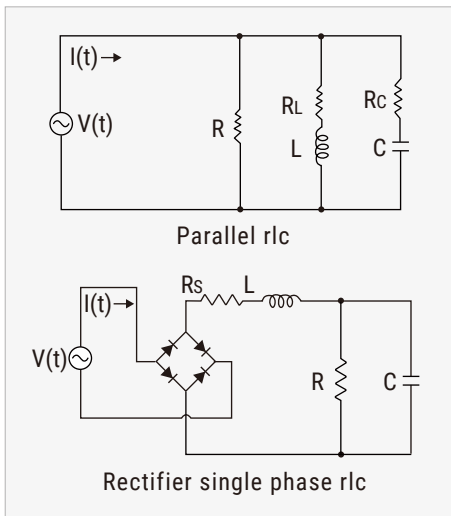 I(t)
V(t)
R
RL
L
RC
C
Parallel rlc
RS
L
I(t)
V(t)
R
C
Rectifier single phase rlc